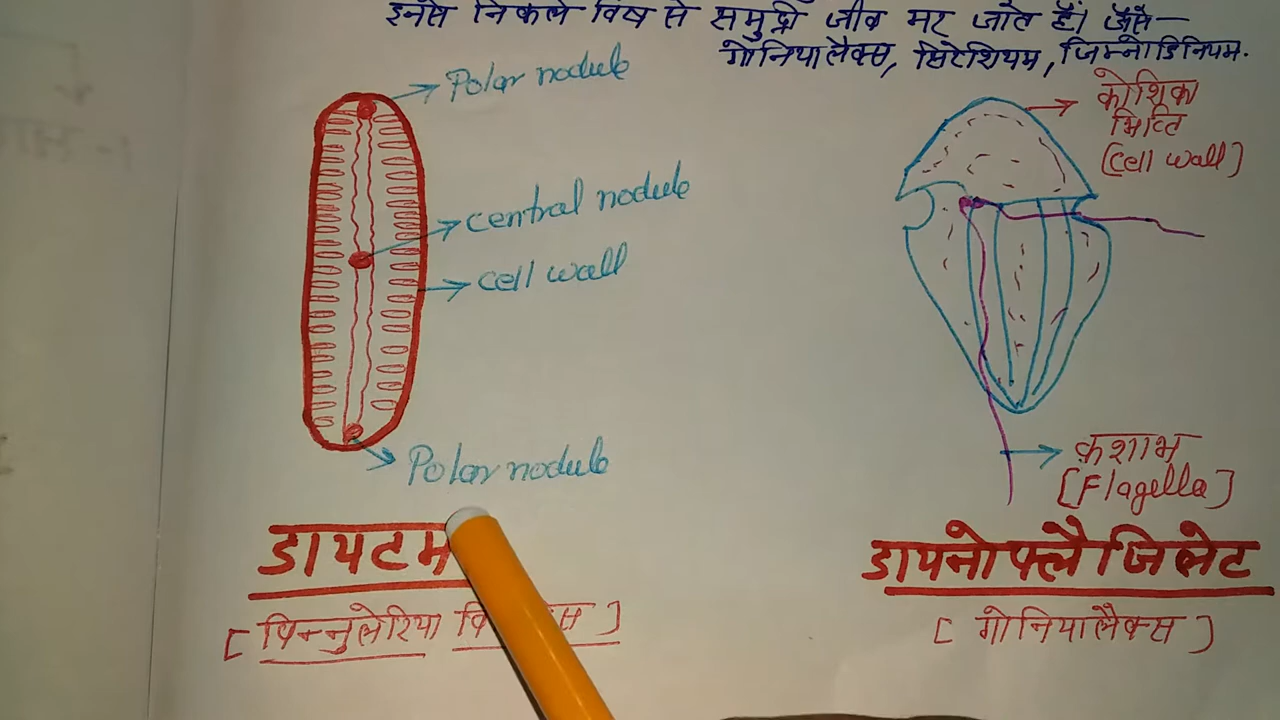 इनसे निकले विष से समुद्री जीव मर जाते हैं। जैसे—
गोनियालैक्स, सिरेशियम, जिम्नोडिनियम.
Polar nodule
central nodule
cell wall
Polar nodule
डायटम
[ पिन्नुलेरिया
कोशिका
भित्ति
[cell wall]
कशाभ
[Flagella]
डायनोफ्लैजिलेट
[ गोनियालैक्स ]